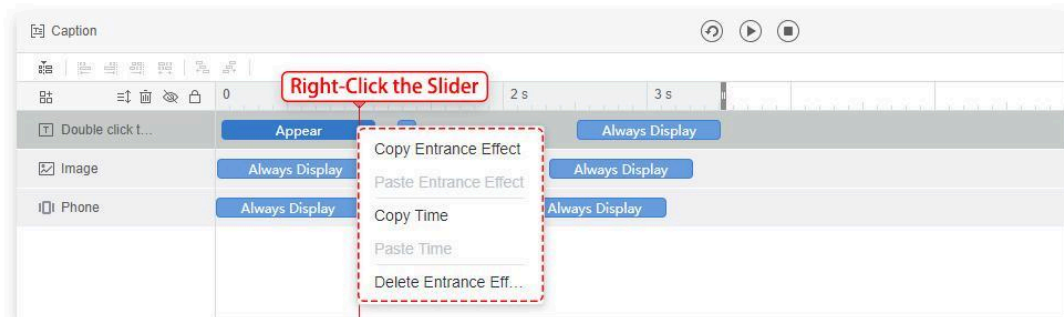 Caption
Right-Click the Slider
0 2 s 3 s
Double click t... Appear Always Display
Image Always Display Always Display
Phone Always Display Always Display
Copy Entrance Effect
Paste Entrance Effect
Copy Time
Paste Time
Delete Entrance Eff...